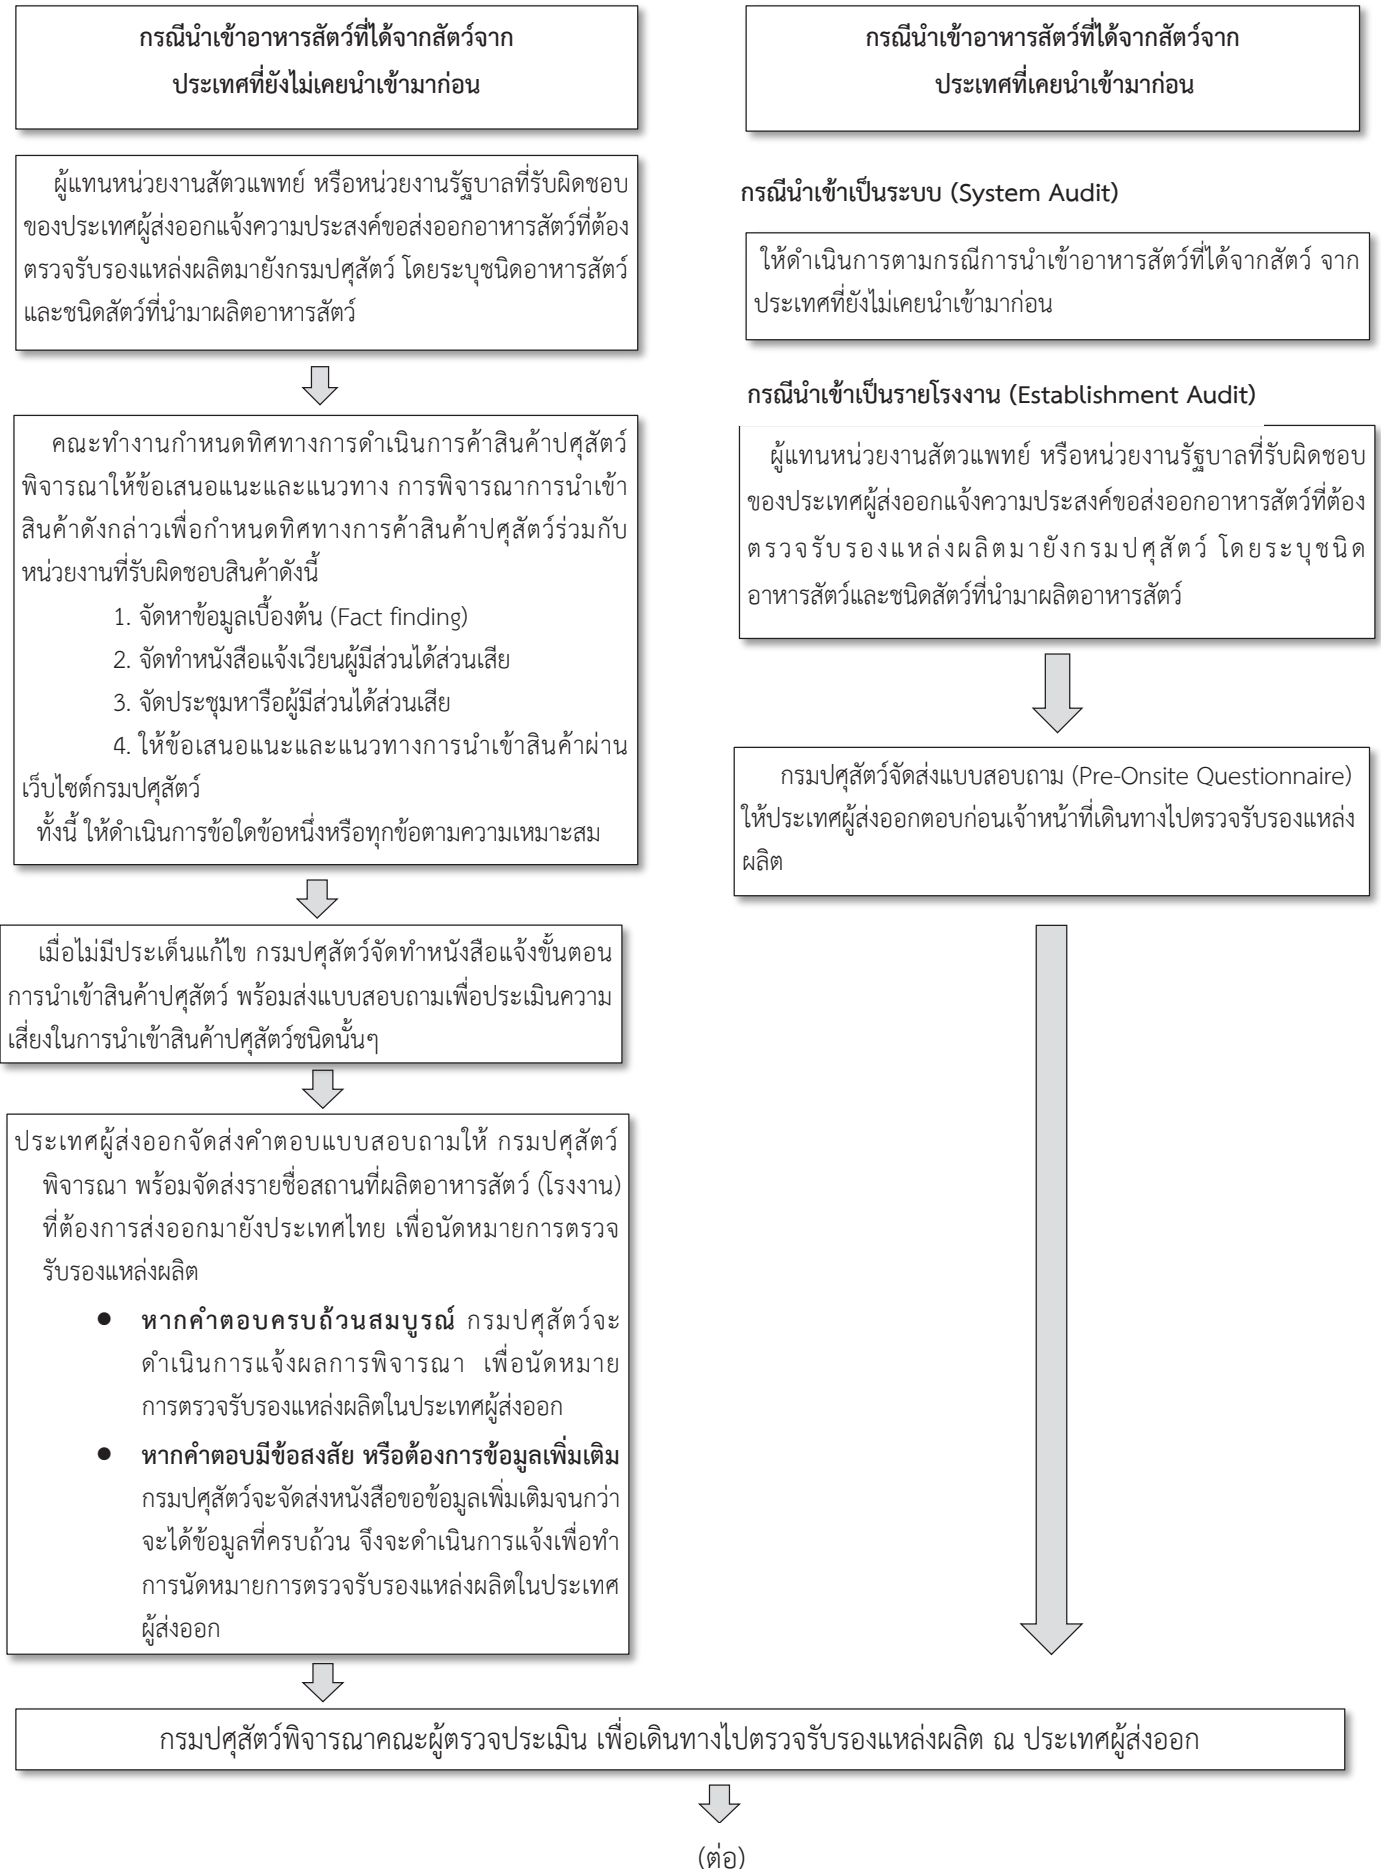 กรณีนำเข้าอาหารสัตว์ที่ได้จากสัตว์จาก
ประเทศที่ยังไม่เคยนำเข้ามาก่อน
ผู้แทนหน่วยงานสัตวแพทย์ หรือหน่วยงานรัฐบาลที่รับผิดชอบ
ของประเทศผู้ส่งออกแจ้งความประสงค์ขอส่งออกอาหารสัตว์ที่ต้อง
ตรวจรับรองแหล่งผลิตมายังกรมปศุสัตว์ โดยระบุชนิดอาหารสัตว์
และชนิดสัตว์ที่นำมาผลิตอาหารสัตว์
คณะทำงานกำหนดทิศทางการดำเนินการค้าสินค้าปศุสัตว์
พิจารณาให้ข้อเสนอแนะและแนวทาง การพิจารณาการนำเข้า
สินค้าดังกล่าวเพื่อกำหนดทิศทางการค้าสินค้าปศุสัตว์ร่วมกับ
หน่วยงานที่รับผิดชอบสินค้าดังนี้
1. จัดหาข้อมูลเบื้องต้น (Fact finding)
2. จัดทำหนังสือแจ้งเวียนผู้มีส่วนได้ส่วนเสีย
3. จัดประชุมหารือผู้มีส่วนได้ส่วนเสีย
4. ให้ข้อเสนอแนะและแนวทางการนำเข้าสินค้าผ่าน
เว็บไซต์กรมปศุสัตว์
ทั้งนี้ ให้ดำเนินการข้อใดข้อหนึ่งหรือทุกข้อตามความเหมาะสม
เมื่อไม่มีประเด็นแก้ไข กรมปศุสัตว์จัดทำหนังสือแจ้งขั้นตอน
การนำเข้าสินค้าปศุสัตว์ พร้อมส่งแบบสอบถามเพื่อประเมินความ
เสี่ยงในการนำเข้าสินค้าปศุสัตว์ชนิดนั้นๆ
ประเทศผู้ส่งออกจัดส่งคำตอบแบบสอบถามให้ กรมปศุสัตว์
พิจารณา พร้อมจัดส่งรายชื่อสถานที่ผลิตอาหารสัตว์ (โรงงาน)
ที่ต้องการส่งออกมายังประเทศไทย เพื่อนัดหมายการตรวจ
รับรองแหล่งผลิต
● หากคำตอบครบถ้วนสมบูรณ์ กรมปศุสัตว์จะ
ดำเนินการแจ้งผลการพิจารณา เพื่อนัดหมาย
การตรวจรับรองแหล่งผลิตในประเทศผู้ส่งออก
● หากคำตอบมีข้อสงสัย หรือต้องการข้อมูลเพิ่มเติม
กรมปศุสัตว์จะจัดส่งหนังสือขอข้อมูลเพิ่มเติมจนกว่า
จะได้ข้อมูลที่ครบถ้วน จึงจะดำเนินการแจ้งเพื่อทำ
การนัดหมายการตรวจรับรองแหล่งผลิตในประเทศ
ผู้ส่งออก
กรณีนำเข้าอาหารสัตว์ที่ได้จากสัตว์จาก
ประเทศที่เคยนำเข้ามาก่อน
กรณีนำเข้าเป็นระบบ (System Audit)
ให้ดำเนินการตามกรณีการนำเข้าอาหารสัตว์ที่ได้จากสัตว์ จาก
ประเทศที่ยังไม่เคยนำเข้ามาก่อน
กรณีนำเข้าเป็นรายโรงงาน (Establishment Audit)
ผู้แทนหน่วยงานสัตวแพทย์ หรือหน่วยงานรัฐบาลที่รับผิดชอบ
ของประเทศผู้ส่งออกแจ้งความประสงค์ขอส่งออกอาหารสัตว์ที่ต้อง
ตรวจรับรองแหล่งผลิตมายังกรมปศุสัตว์ โดยระบุชนิด
อาหารสัตว์และชนิดสัตว์ที่นำมาผลิตอาหารสัตว์
กรมปศุสัตว์จัดส่งแบบสอบถาม (Pre-Onsite Questionnaire)
ให้ประเทศผู้ส่งออกตอบก่อนเจ้าหน้าที่เดินทางไปตรวจรับรองแหล่ง
ผลิต
กรมปศุสัตว์พิจารณาคณะผู้ตรวจประเมิน เพื่อเดินทางไปตรวจรับรองแหล่งผลิต ณ ประเทศผู้ส่งออก
(ต่อ)